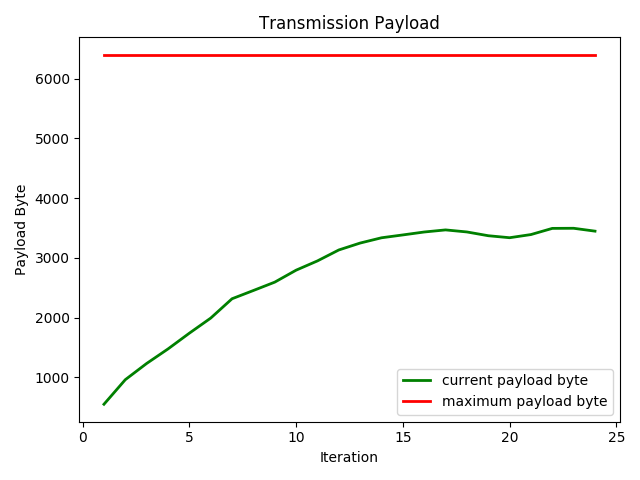 Transmission Payload
Payload Byte
6000
5000
4000
3000
2000
1000
0
5
10
15
20
25
Iteration
current payload byte
maximum payload byte